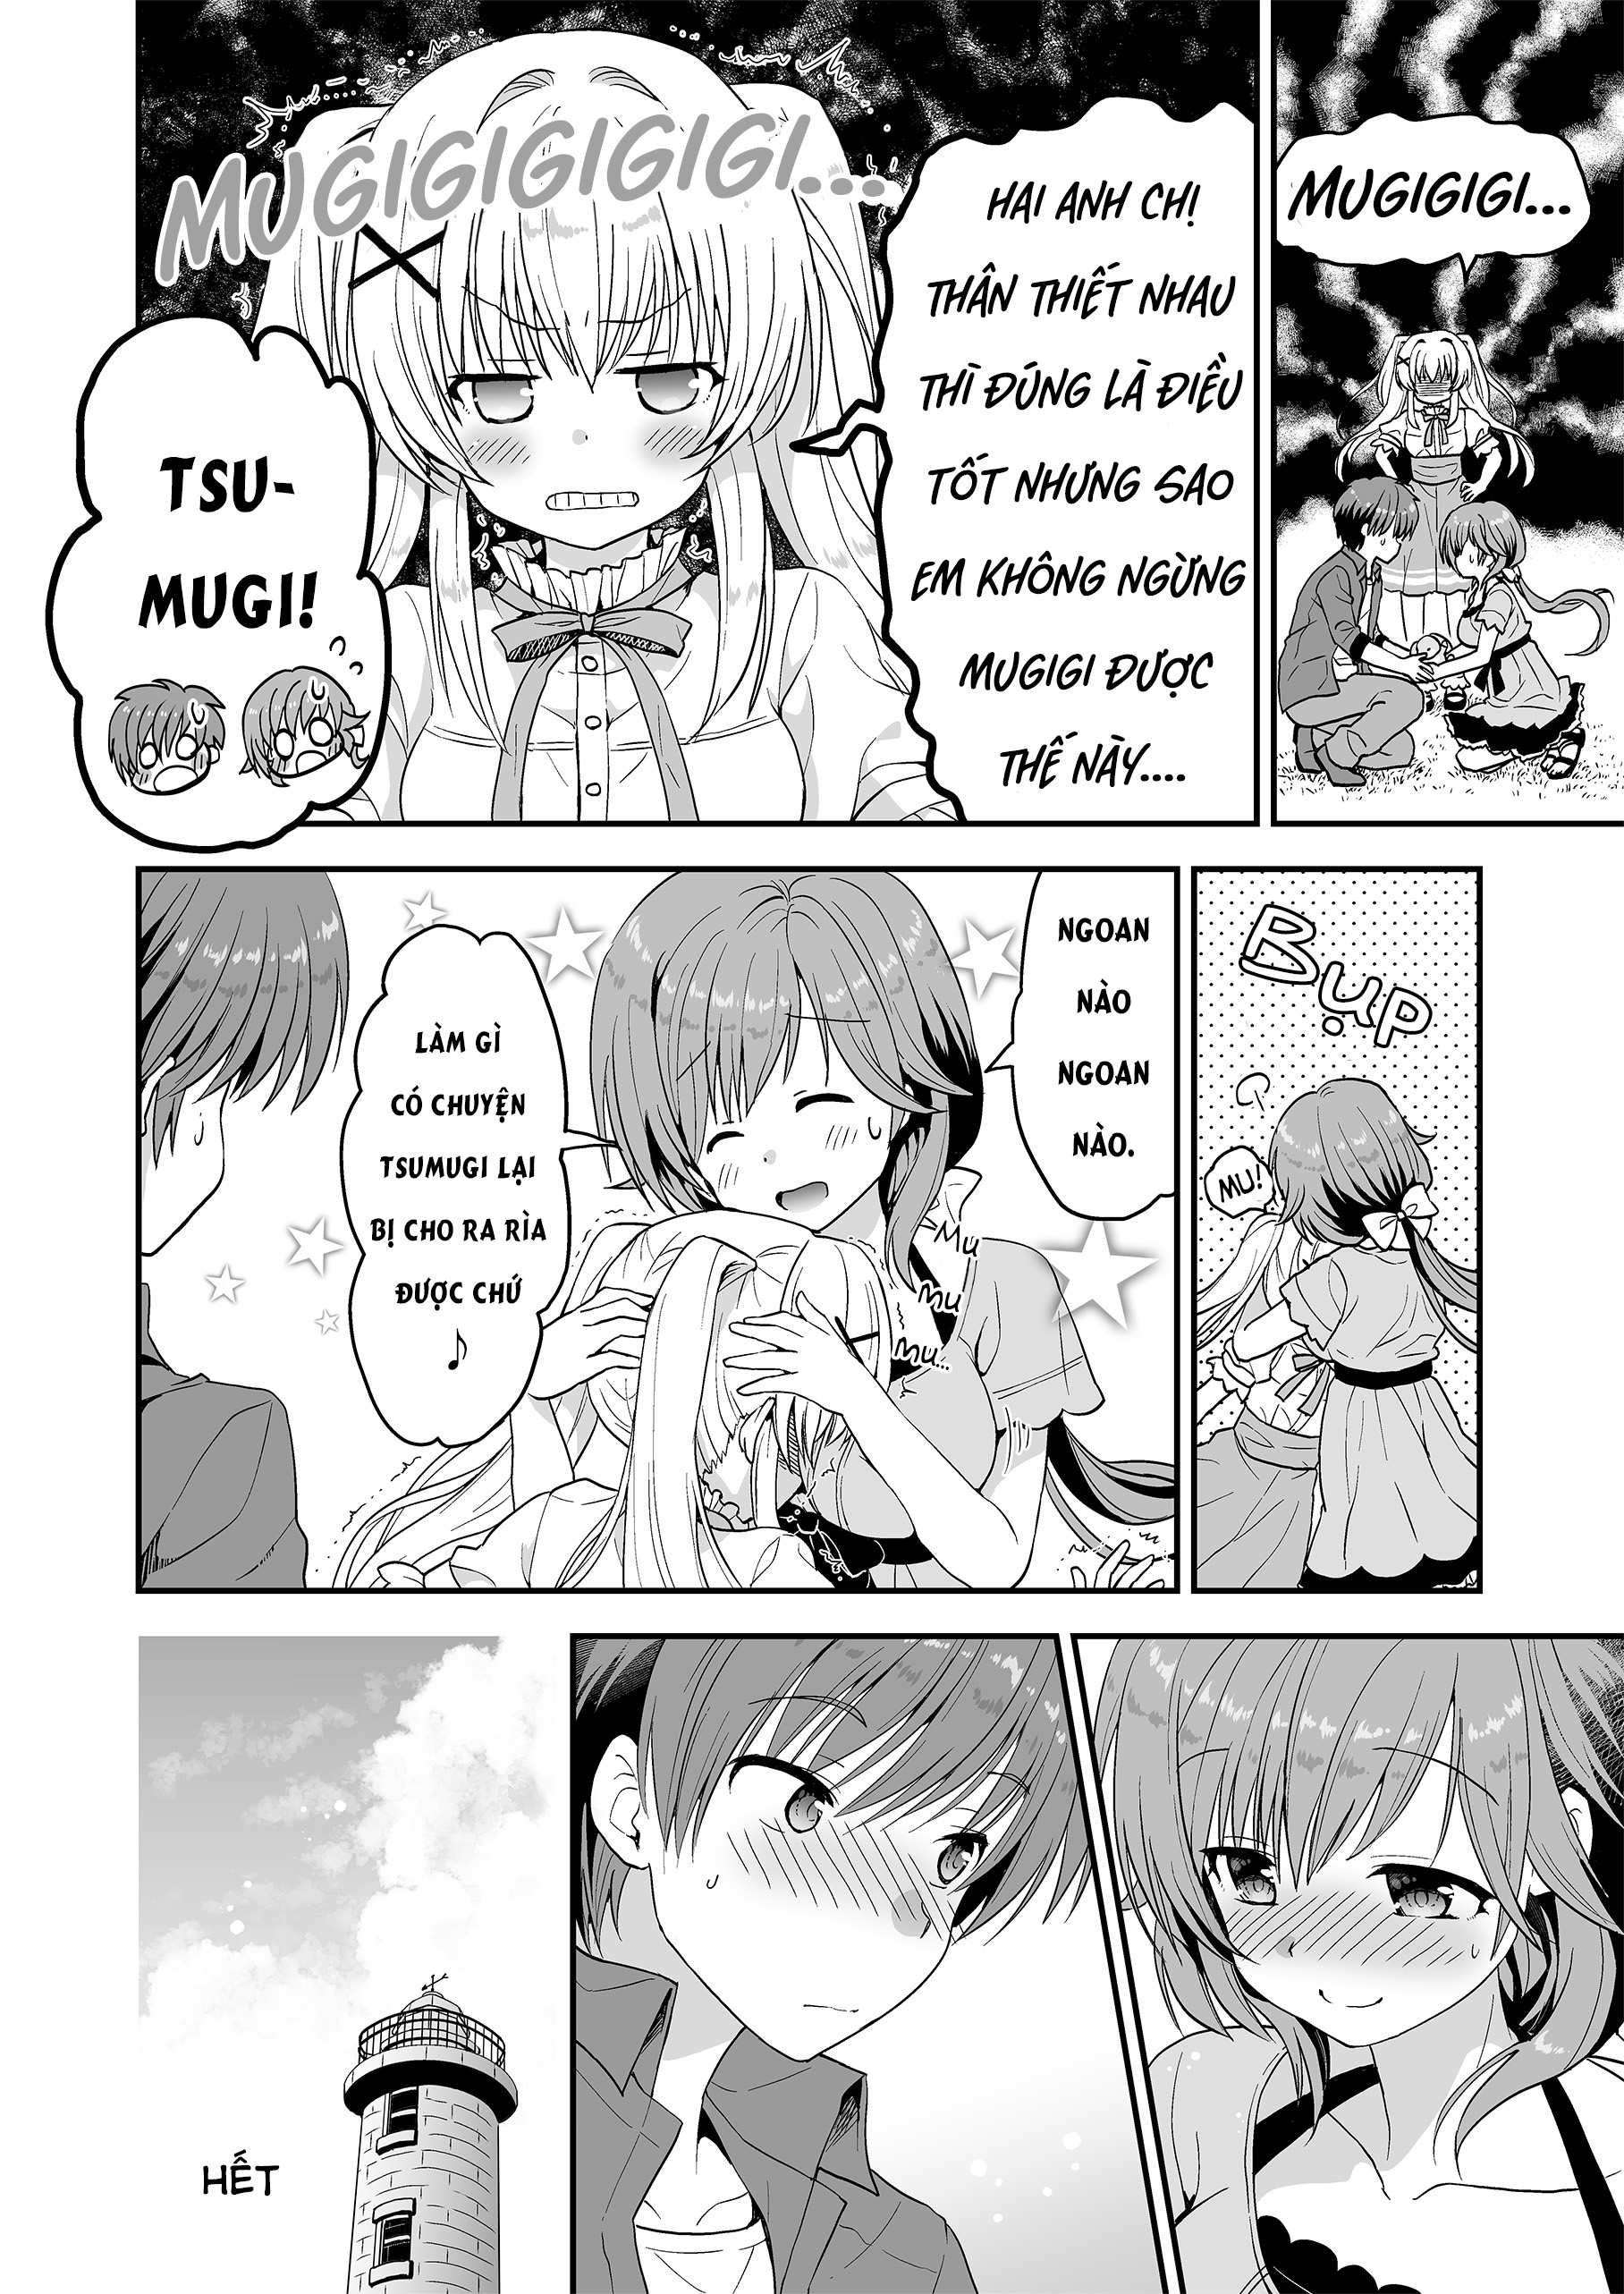 MUGIGIGI...
HAI ANH CHỊ
THÂN THIẾT NHAU
THÌ ĐÚNG LÀ ĐIỀU
TỐT NHƯNG SAO
EM KHÔNG NGỪNG
MUGIGI ĐƯỢC
THẾ NÀY....
MUGIGIGIGIGI...
TSU-
MUGI!
BỤP
MU!
NGOAN
NÀO
NGOAN
NÀO.
LÀM GÌ
CÓ CHUYỆN
TSUMUGI LẠI
BỊ CHO RA RÌA
ĐƯỢC CHỨ
♪
MU
MU
MU...
HẾT